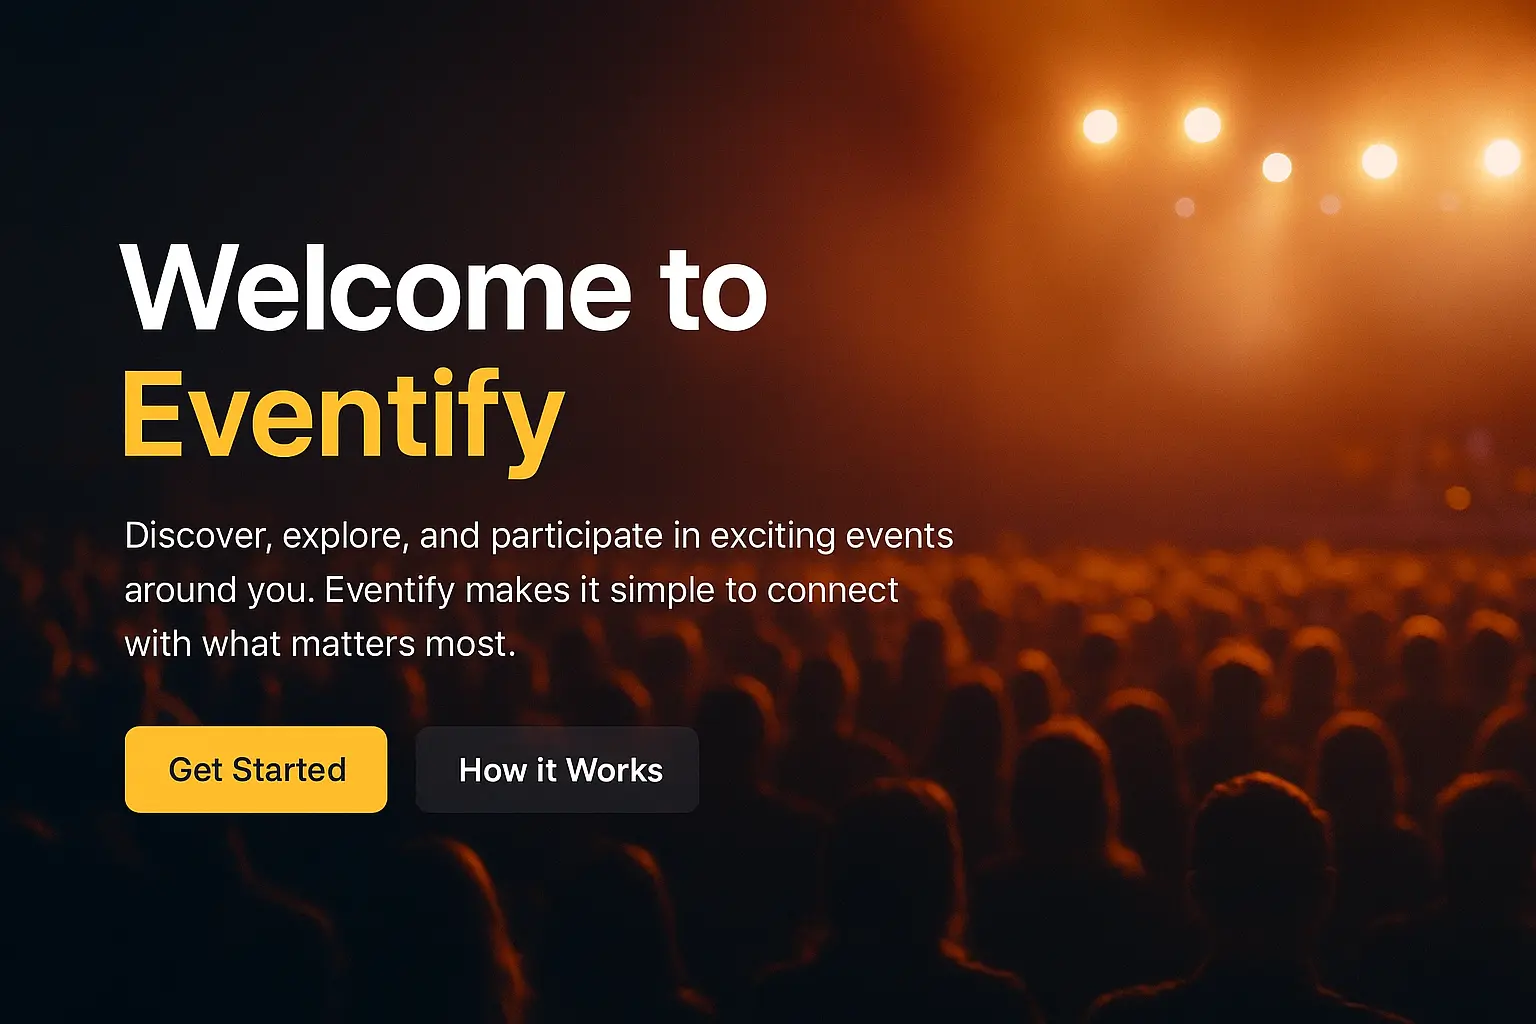 Welcome to
Eventify
Discover, explore, and participate in exciting events
around you. Eventify makes it simple to connect
with what matters most.
Get Started
How it Works